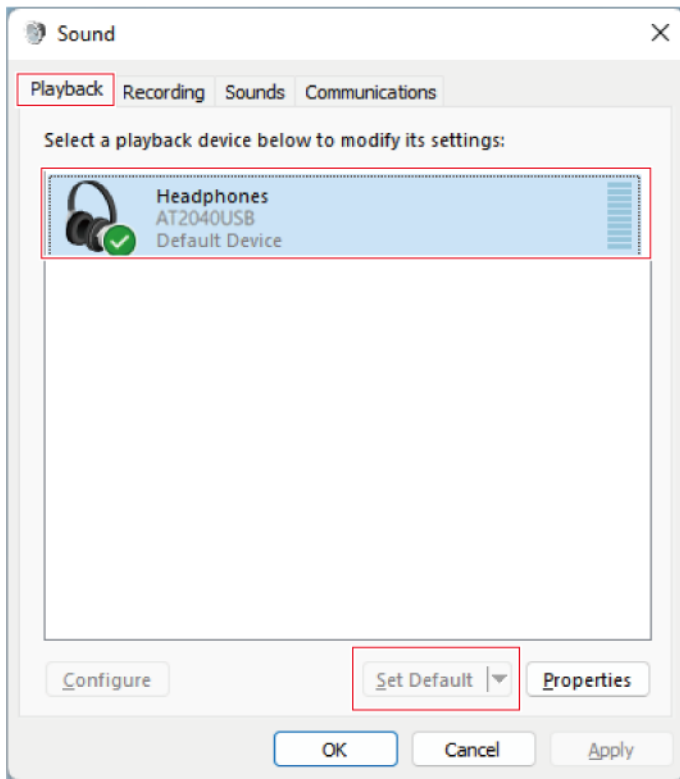 Sound
Playback Recording Sounds Communications
Select a playback device below to modify its settings:
Headphones
AT2040USB
Default Device
Configure Set Default Properties
OK Cancel Apply